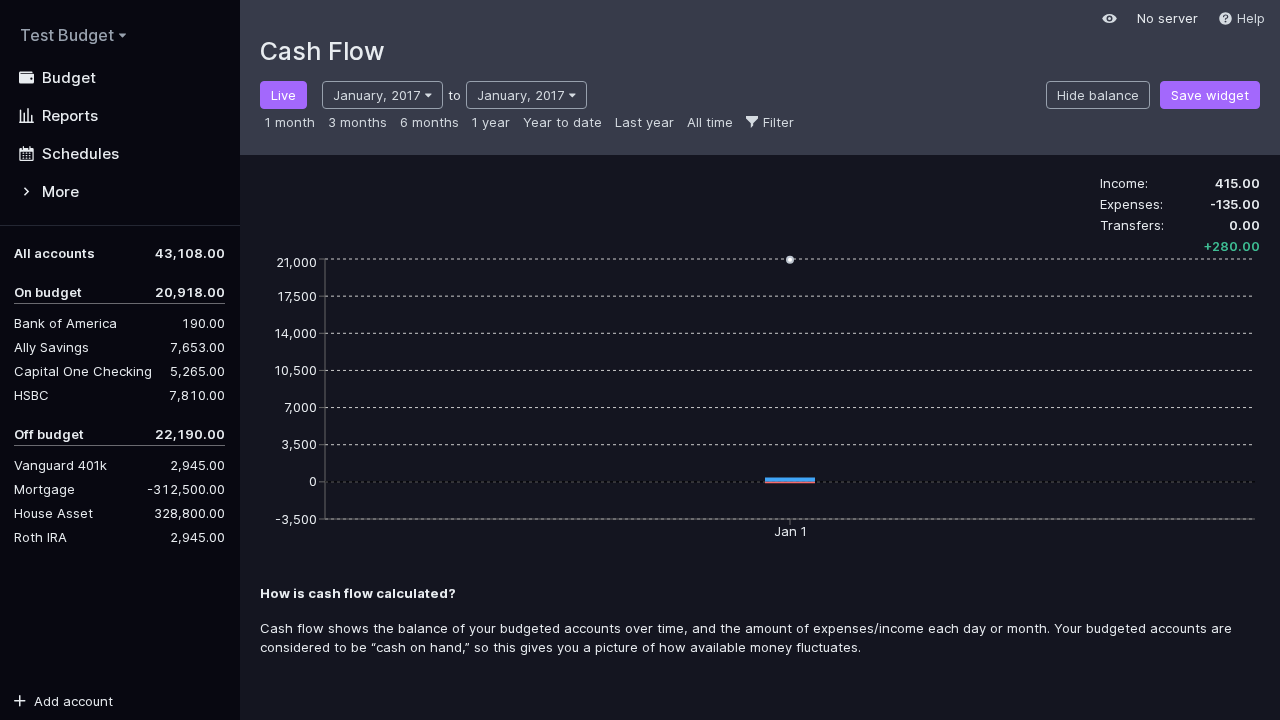 Test Budget
Budget
Reports
Schedules
More
All accounts 43,108.00
On budget 20,918.00
Bank of America 190.00
Ally Savings 7,653.00
Capital One Checking 5,265.00
HSBC 7,810.00
Off budget 22,190.00
Vanguard 401k 2,945.00
Mortgage -312,500.00
House Asset 328,800.00
Roth IRA 2,945.00
Add account
No server Help
Cash Flow
Live January, 2017 to January, 2017 Hide balance Save widget
1 month 3 months 6 months 1 year Year to date Last year All time Filter
Income: 415.00
Expenses: -135.00
Transfers: 0.00
+280.00
21,000
17,500
14,000
10,500
7,000
3,500
0
-3,500
Jan 1
How is cash flow calculated?
Cash flow shows the balance of your budgeted accounts over time, and the amount of expenses/income each day or month. Your budgeted accounts are
considered to be “cash on hand,” so this gives you a picture of how available money fluctuates.